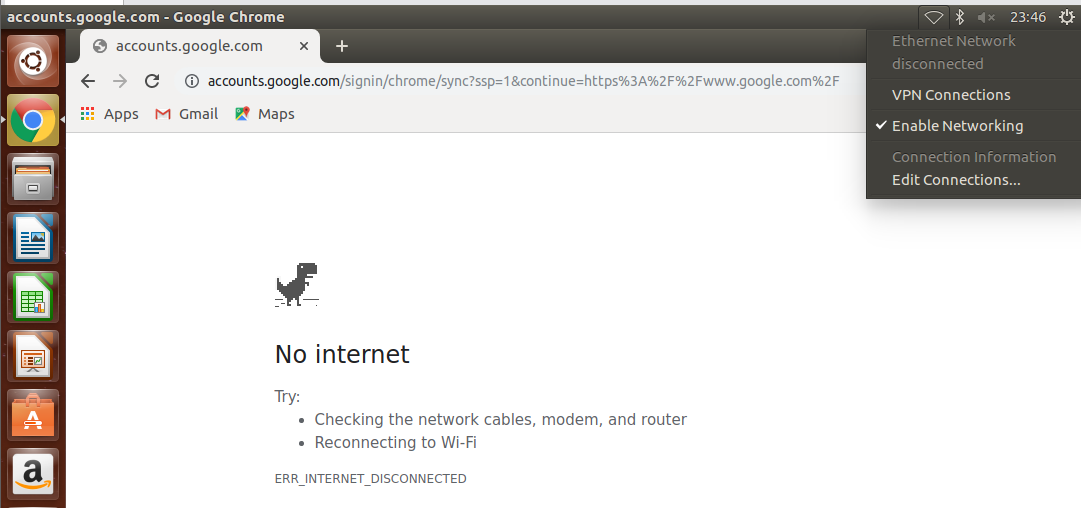 accounts.google.com - Google Chrome
23:46
accounts.google.com
accounts.google.com/signin/chrome/sync?ssp=1&continue=https%3A%2F%2Fwww.google.com%2F
Apps
Gmail
Maps
Ethernet Network
disconnected
VPN Connections
Enable Networking
Connection Information
Edit Connections...
No internet
Try:
• Checking the network cables, modem, and router
• Reconnecting to Wi-Fi
ERR_INTERNET_DISCONNECTED